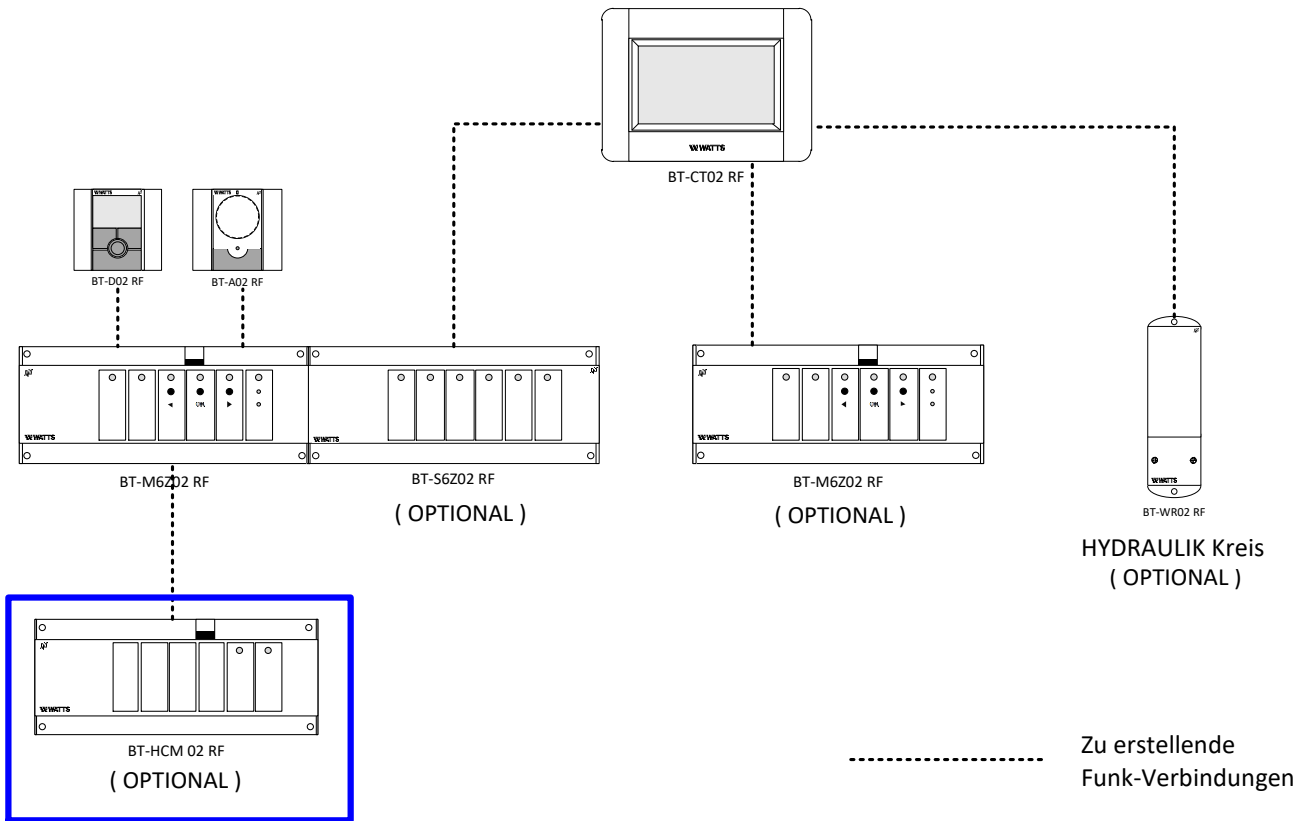 WATTS
BT-CT02 RF
WATTS
WATTS
BT-D02 RF
BT-A02 RF
OK
WATTS
WATTS
BT-M6Z02 RF
BT-S6Z02 RF
( OPTIONAL )
OK
WATTS
BT-M6Z02 RF
( OPTIONAL )
WATTS
BT-WR02 RF
HYDRAULIK Kreis
( OPTIONAL )
WATTS
BT-HCM 02 RF
( OPTIONAL )
Zu erstellende
Funk-Verbindungen